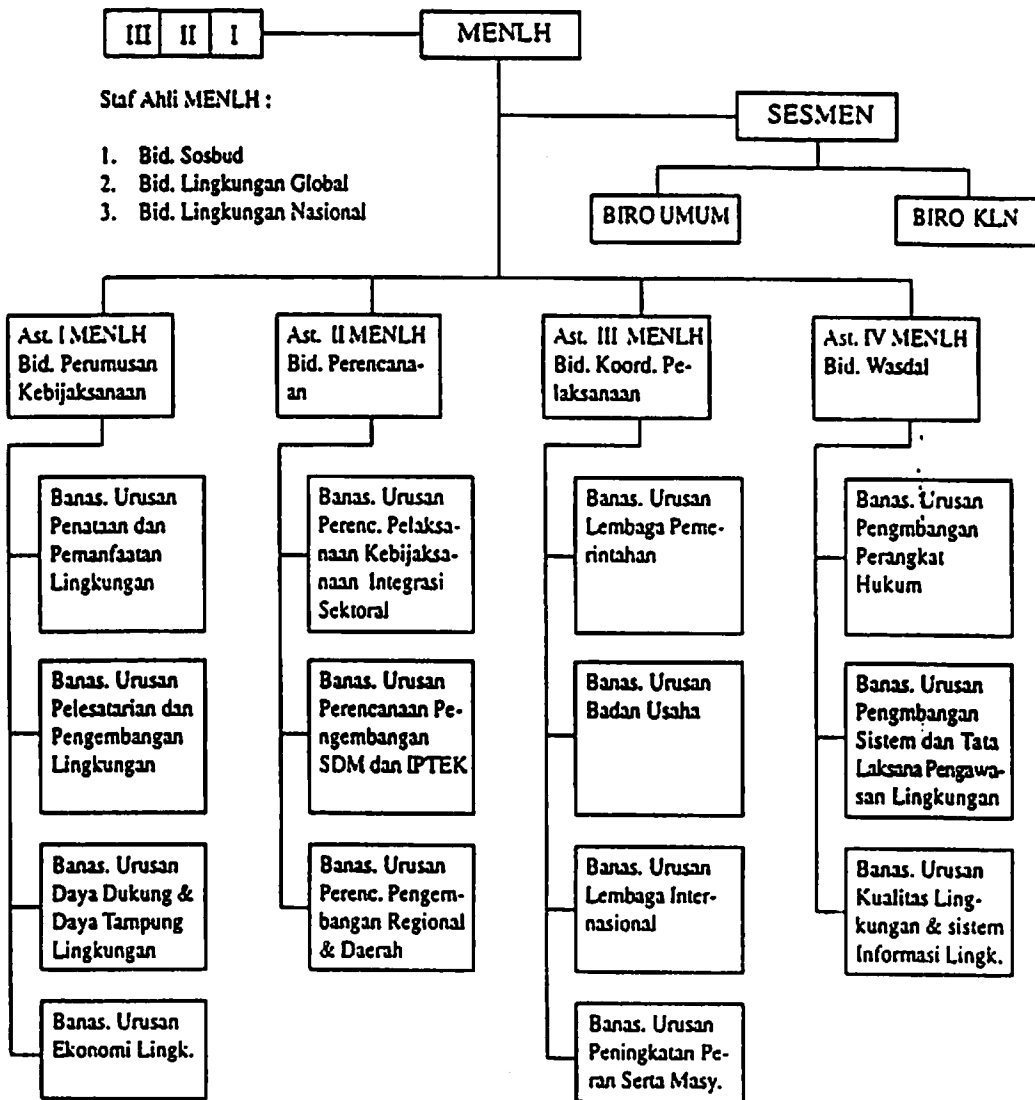 III II I
MENLH
Staf Ahli MENLH :
1. Bid. Sosbud
2. Bid. Lingkungan Global
3. Bid. Lingkungan Nasional
SESMEN
BIRO UMUM
BIRO KLN
Ast. I MENLH
Bid. Perumusan
Kebijaksanaan
Ast. II MENLH
Bid. Perencana-
an
Ast. III MENLH
Bid. Koord. Pe-
laksanaan
Ast. IV MENLH
Bid. Wasdal
Banas. Urusan
Penataan dan
Pemanfaatan
Lingkungan
Banas. Urusan
Pelesatarian dan
Pengembangan
Lingkungan
Banas. Urusan
Daya Dukung &
Daya Tampung
Lingkungan
Banas. Urusan
Ekonomi Lingk.
Banas. Urusan
Perenc. Pelaksa-
naan Kebijaksa-
naan Integrasi
Sektoral
Banas. Urusan
Perencanaan Pe-
ngembangan
SDM dan IPTEK
Banas. Urusan
Perenc. Pengem-
bangan Regional
& Daerah
Banas. Urusan
Lembaga Peme-
rintahan
Banas. Urusan
Badan Usaha
Banas. Urusan
Lembaga Inter-
nasional
Banas. Urusan
Peningkatan Pe-
ran Serta Masy.
Banas. Urusan
Pengmbangan
Perangkat
Hukum
Banas. Urusan
Pengmbangan
Sistem dan Tata
Laksana Pengawa-
san Lingkungan
Banas. Urusan
Kualitas Ling-
kungan & sistem
Informasi Lingk.